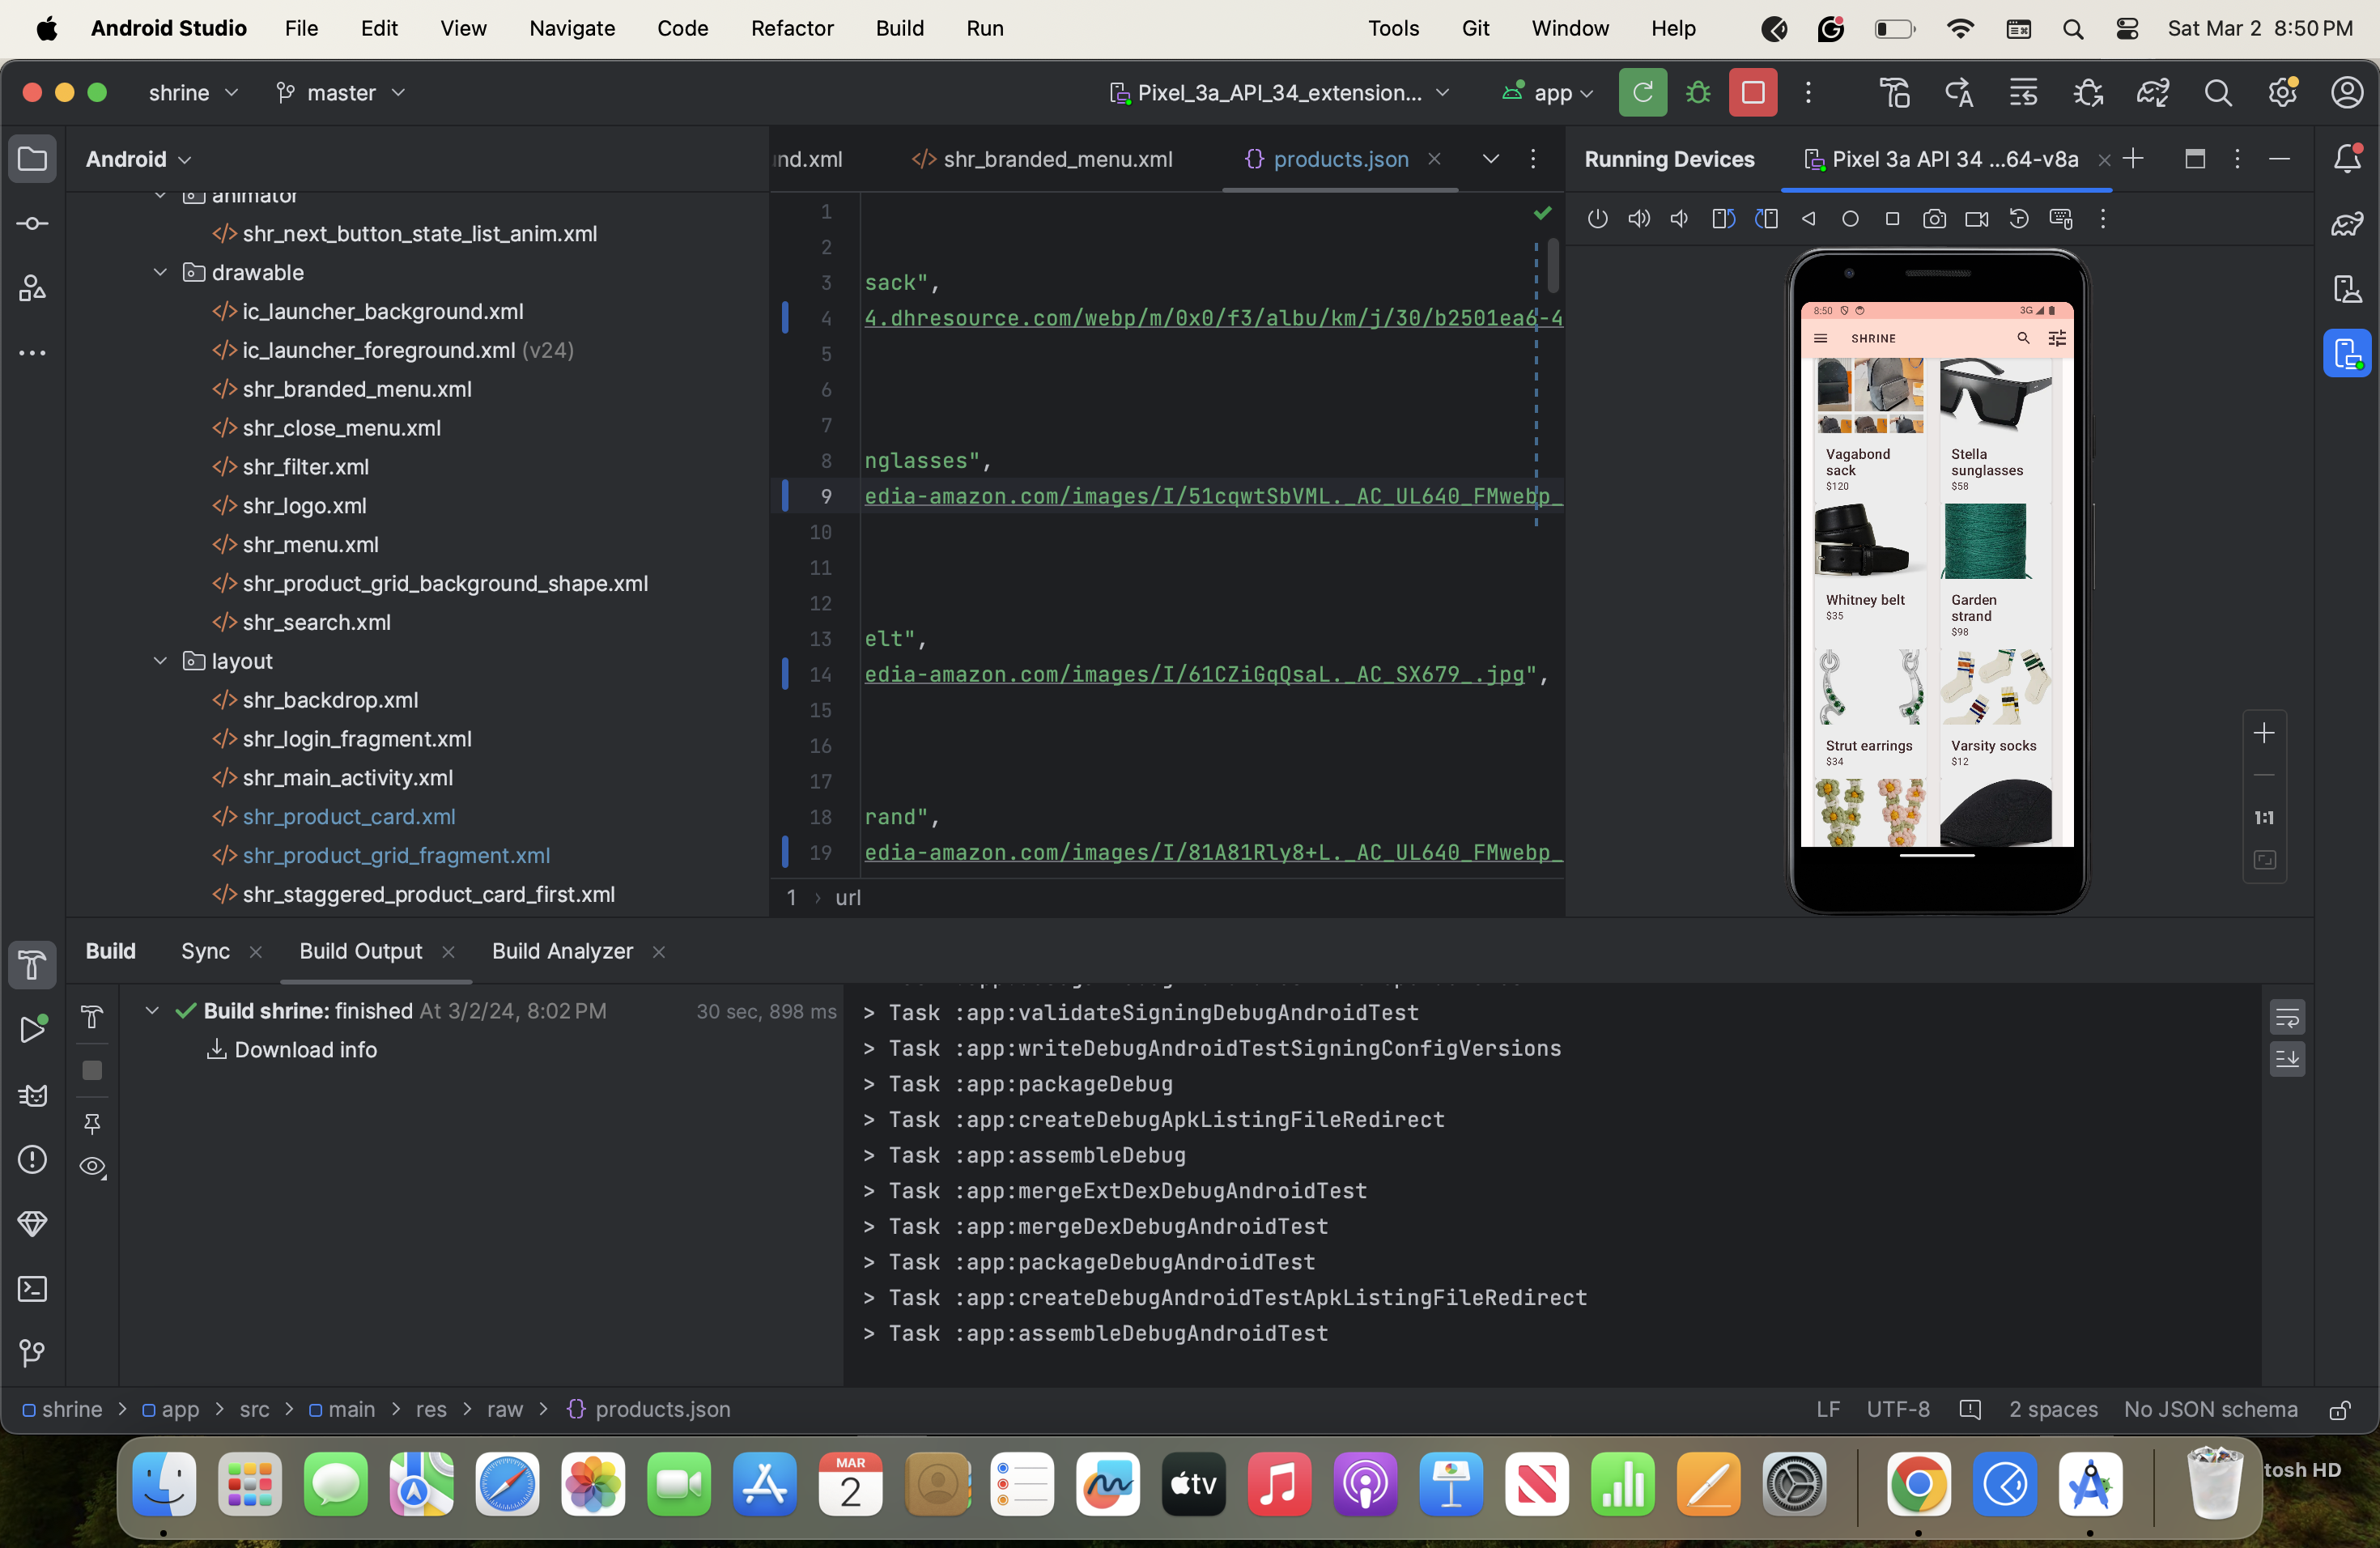 Android Studio File Edit View Navigate Code Refactor Build Run Tools Git Window Help Sat Mar 2 8:50 PM
shrine master Pixel_3a_API_34_extension... app
Android
animator
shr_next_button_state_list_anim.xml
drawable
ic_launcher_background.xml
ic_launcher_foreground.xml (v24)
shr_branded_menu.xml
shr_close_menu.xml
shr_filter.xml
shr_logo.xml
shr_menu.xml
shr_product_grid_background_shape.xml
shr_search.xml
layout
shr_backdrop.xml
shr_login_fragment.xml
shr_main_activity.xml
shr_product_card.xml
shr_product_grid_fragment.xml
shr_staggered_product_card_first.xml
nd.xml shr_branded_menu.xml products.json
1
2
3 sack",
4 4.dhresource.com/webp/m/0x0/f3/albu/km/j/30/b2501ea6-4
5
6
7
8 nglasses",
9 edia-amazon.com/images/I/51cqwtSbVML._AC_UL640_FMwebp_
10
11
12
13 elt",
14 edia-amazon.com/images/I/61CZiGqQsaL._AC_SX679_.jpg",
15
16
17
18 rand",
19 edia-amazon.com/images/I/81A81Rly8+L._AC_UL640_FMwebp_
1 › url
Running Devices Pixel 3a API 34 ...64-v8a
8:50 3G
SHRINE
Vagabond
sack
$120
Stella
sunglasses
$58
Whitney belt
$35
Garden
strand
$98
Strut earrings
$34
Varsity socks
$12
1:1
Build Sync Build Output Build Analyzer
Build shrine: finished At 3/2/24, 8:02 PM 30 sec, 898 ms
Download info
> Task :app:validateSigningDebugAndroidTest
> Task :app:writeDebugAndroidTestSigningConfigVersions
> Task :app:packageDebug
> Task :app:createDebugApkListingFileRedirect
> Task :app:assembleDebug
> Task :app:mergeExtDexDebugAndroidTest
> Task :app:mergeDexDebugAndroidTest
> Task :app:packageDebugAndroidTest
> Task :app:createDebugAndroidTestApkListingFileRedirect
> Task :app:assembleDebugAndroidTest
shrine > app > src > main > res > raw > {} products.json LF UTF-8 2 spaces No JSON schema
MAR
2
tv
tosh HD